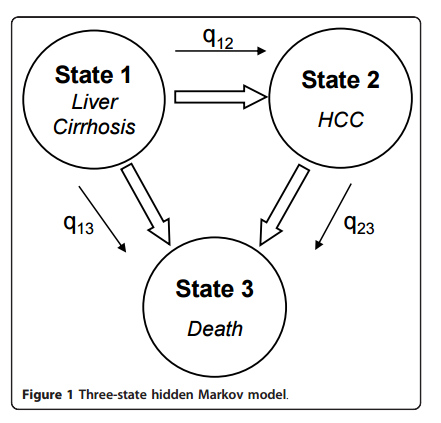 q12
State 1
Liver
Cirrhosis
State 2
HCC
q13
q23
State 3
Death
Figure 1 Three-state hidden Markov model.